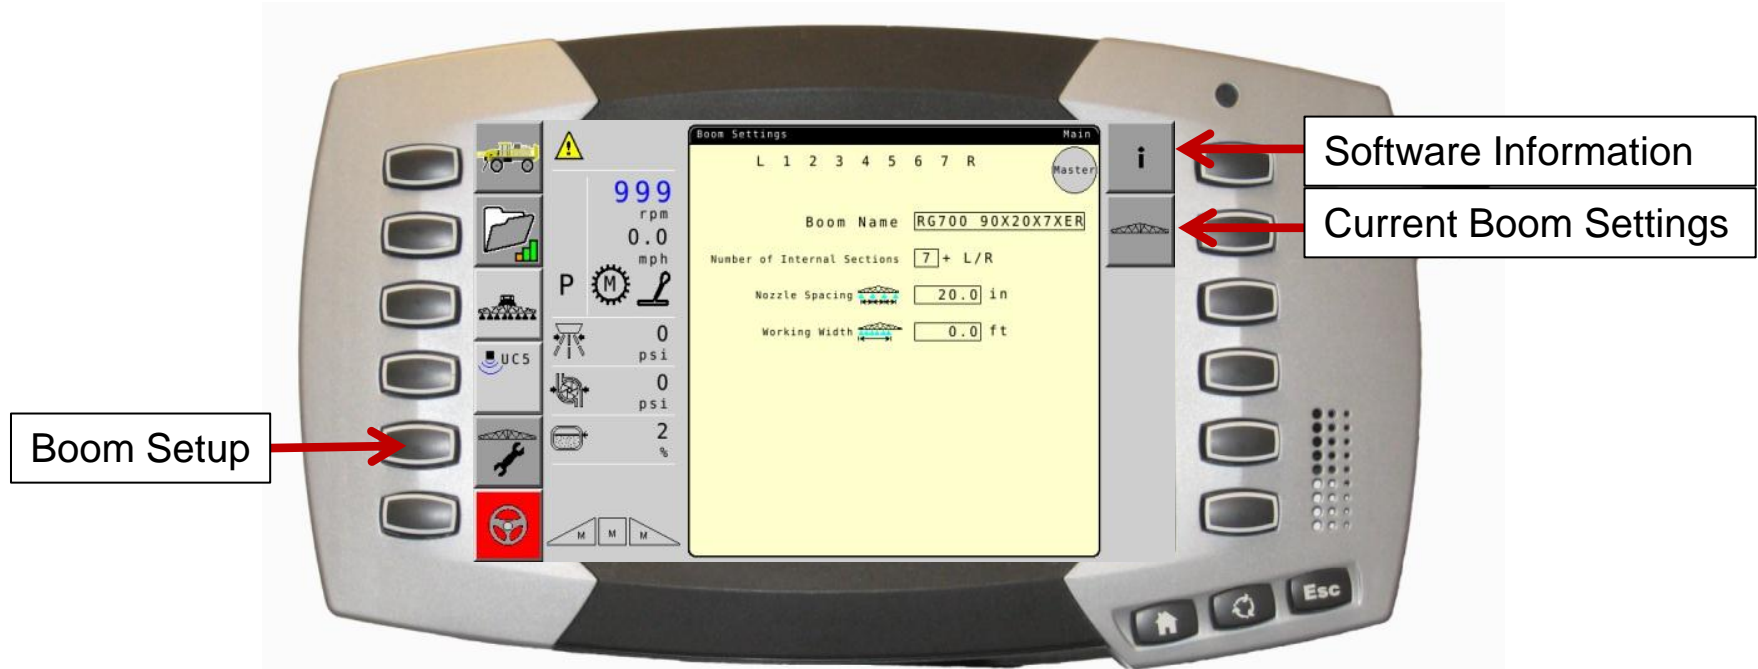 Boom Settings Main
L 1 2 3 4 5 6 7 R
Master
Boom Name RG700 90X20X7XER
Number of Internal Sections 7 + L/R
Nozzle Spacing 20.0 in
Working Width 0.0 ft
999
rpm
0.0
mph
P M
0
psi
UC5
0
psi
2
%
M M M
i
Software Information
Current Boom Settings
Boom Setup
Esc